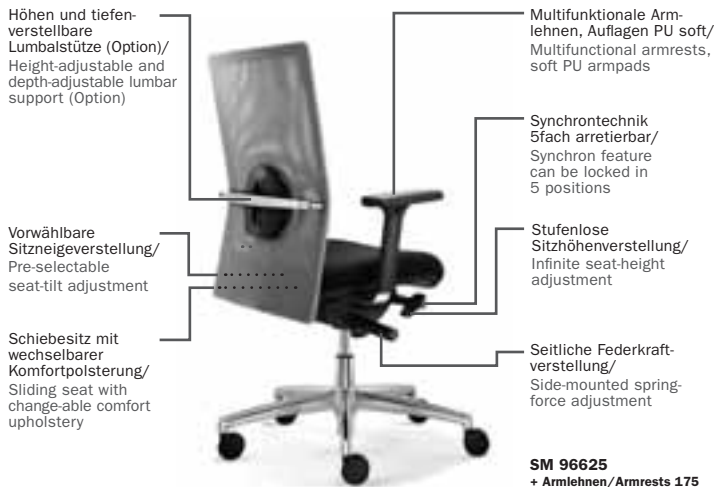 Höhen und tiefen-
verstellbare
Lumbalstütze (Option)/
Height-adjustable and
depth-adjustable lumbar
support (Option)
Vorwählbare
Sitzneigeverstellung/
Pre-selectable
seat-tilt adjustment
Schiebesitz mit
wechselbarer
Komfortpolsterung/
Sliding seat with
change-able comfort
upholstery
Multifunktionale Arm-
lehnen, Auflagen PU soft/
Multifunctional armrests,
soft PU armpads
Synchrontechnik
5fach arretierbar/
Synchron feature
can be locked in
5 positions
Stufenlose
Sitzhöhenverstellung/
Infinite seat-height
adjustment
Seitliche Federkraft-
verstellung/
Side-mounted spring-
force adjustment
SM 96625
+ Armlehnen/Armrests 175